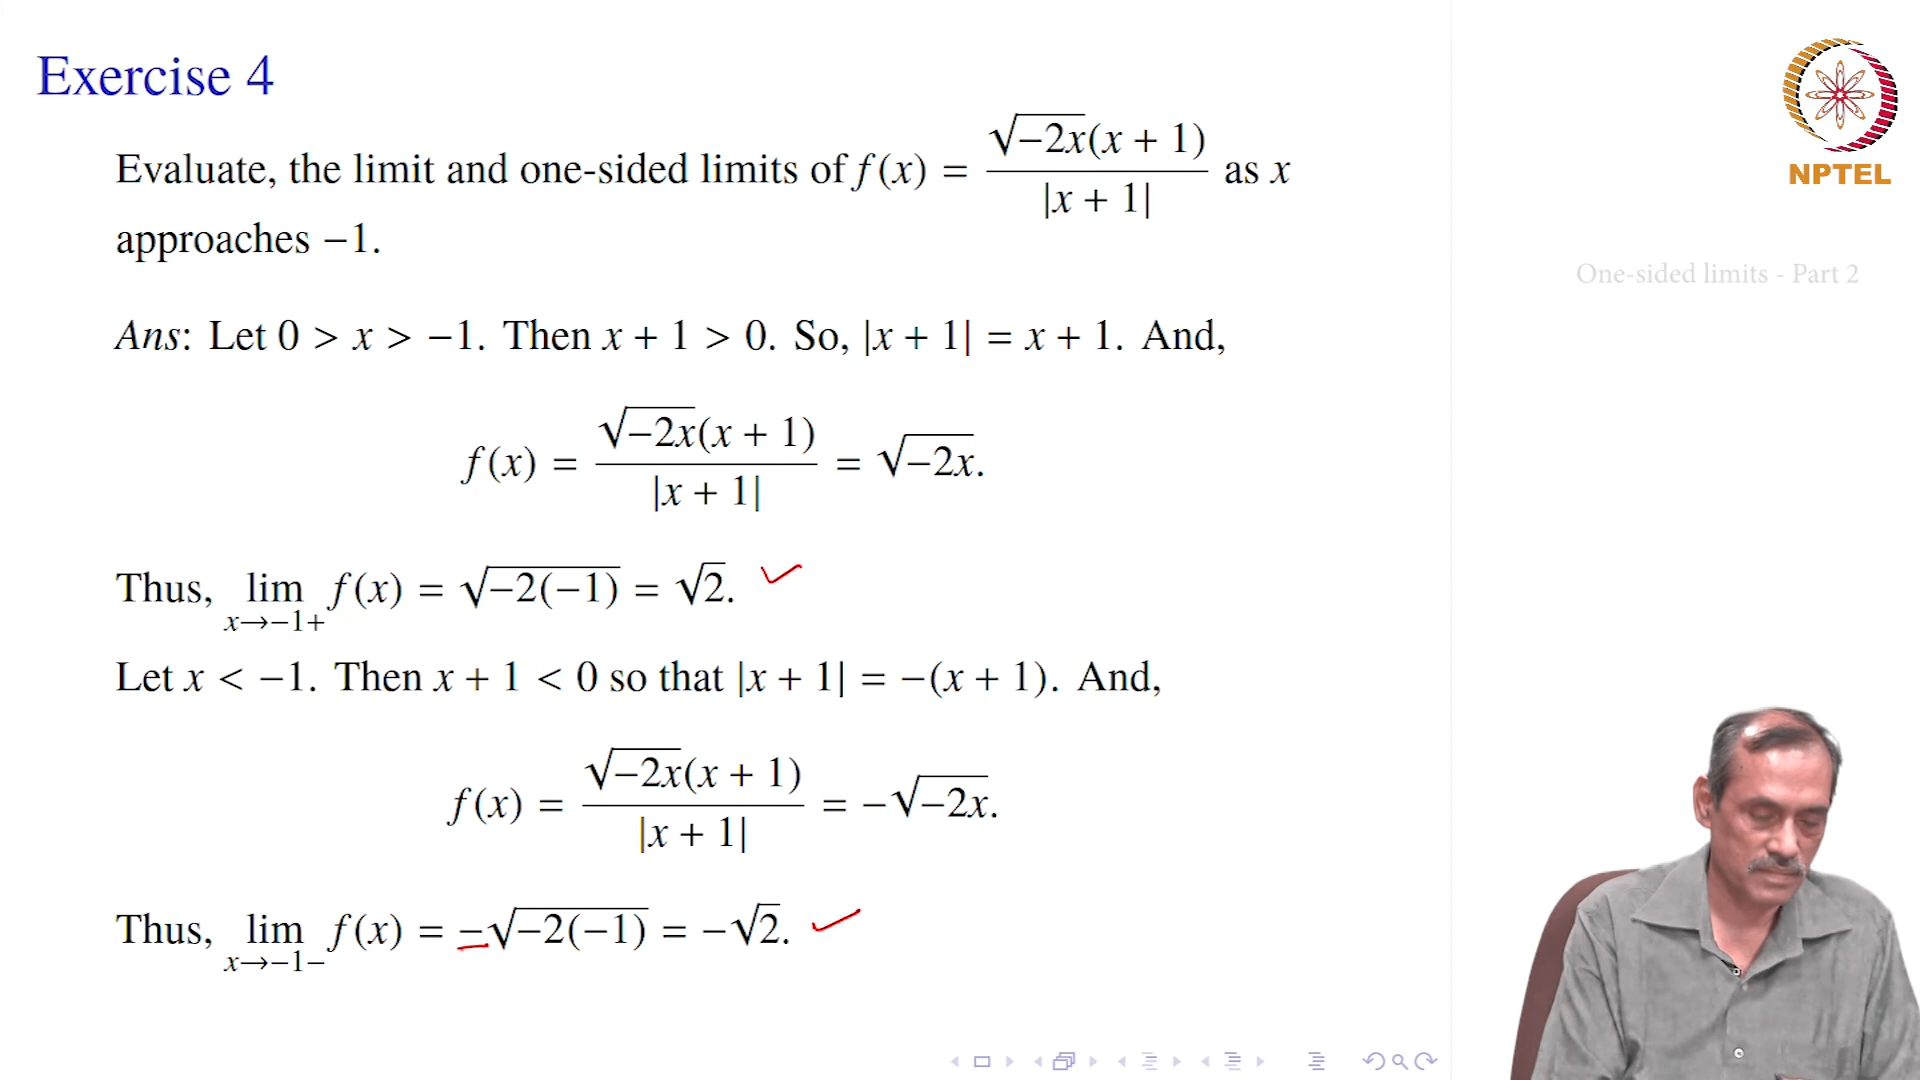 Exercise 4
Evaluate, the limit and one-sided limits of f(x) = √−2x(x + 1) / |x + 1| as x
approaches −1.
Ans: Let 0 > x > −1. Then x + 1 > 0. So, |x + 1| = x + 1. And,
f(x) = √−2x(x + 1) / |x + 1| = √−2x.
Thus, lim x→−1+ f(x) = √−2(−1) = √2.
Let x < −1. Then x + 1 < 0 so that |x + 1| = −(x + 1). And,
f(x) = √−2x(x + 1) / |x + 1| = −√−2x.
Thus, lim x→−1− f(x) = −√−2(−1) = −√2.
NPTEL
One-sided limits - Part 2